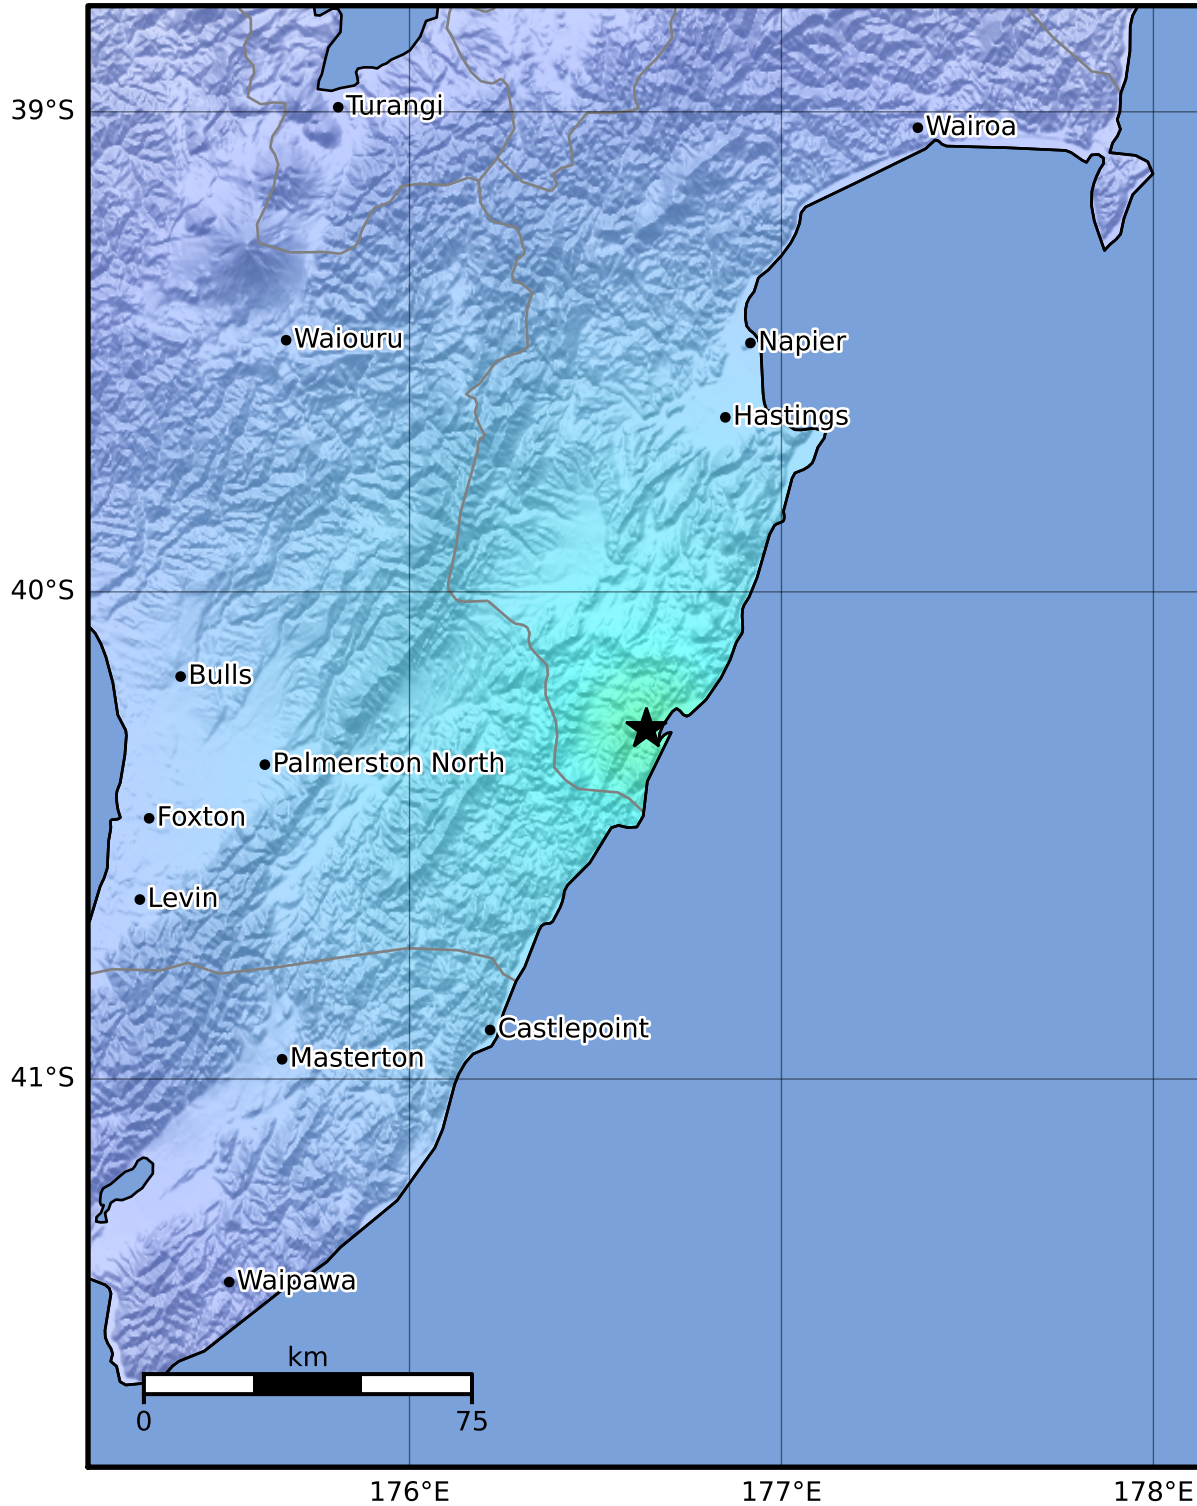 Turangi
39°S
Wairoa
Waiouru
Napier
Hastings
40°S
Bulls
Palmerston North
Foxton
Levin
Castlepoint
Masterton
41°S
Waipawa
km
0 75
176°E 177°E 178°E